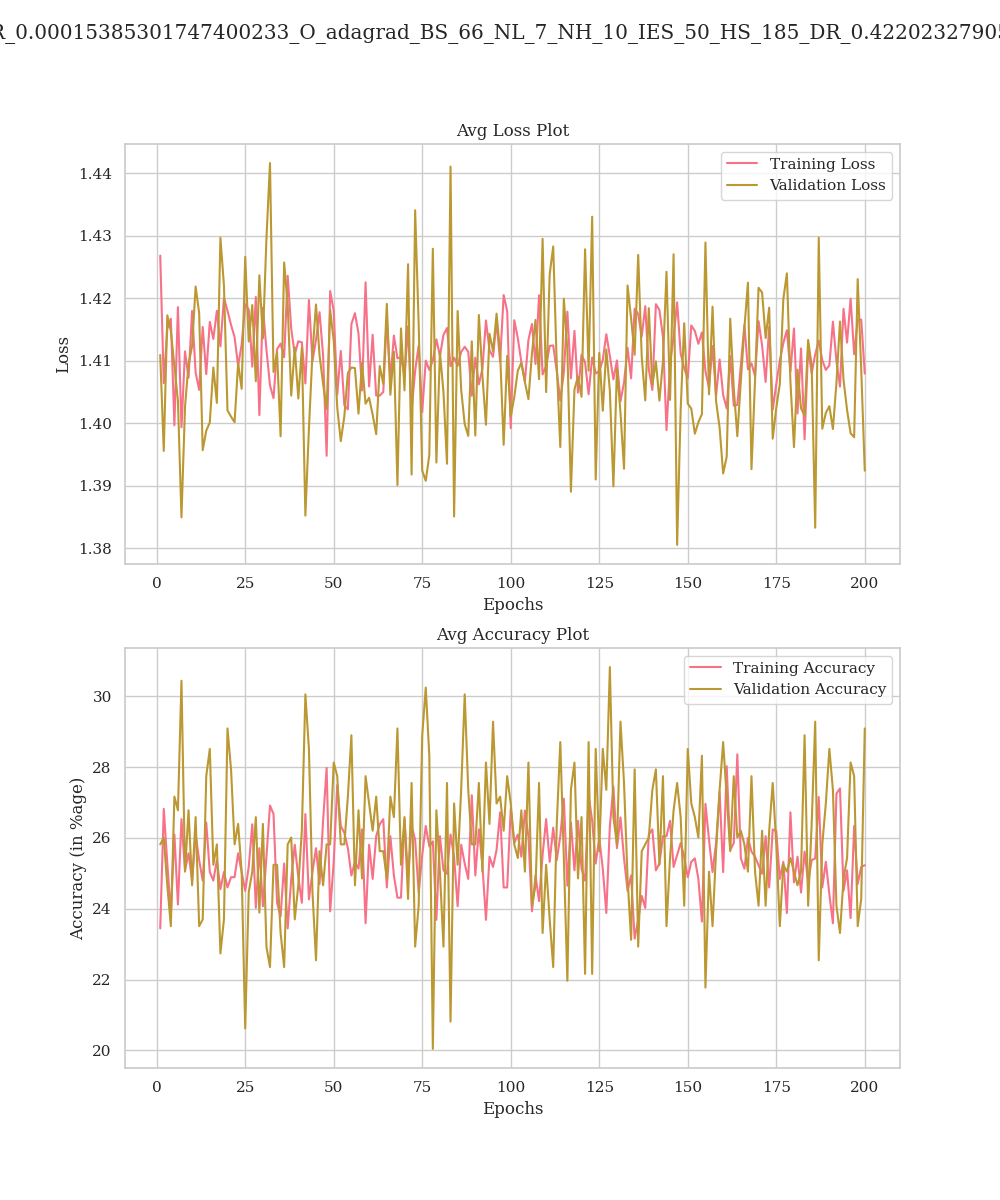 R_0.00015385301747400233_O_adagrad_BS_66_NL_7_NH_10_IES_50_HS_185_DR_0.42202327905
Avg Loss Plot
Training Loss
Validation Loss
Loss
1.44
1.43
1.42
1.41
1.40
1.39
1.38
0 25 50 75 100 125 150 175 200
Epochs
Avg Accuracy Plot
Training Accuracy
Validation Accuracy
Accuracy (in %age)
30
28
26
24
22
20
0 25 50 75 100 125 150 175 200
Epochs